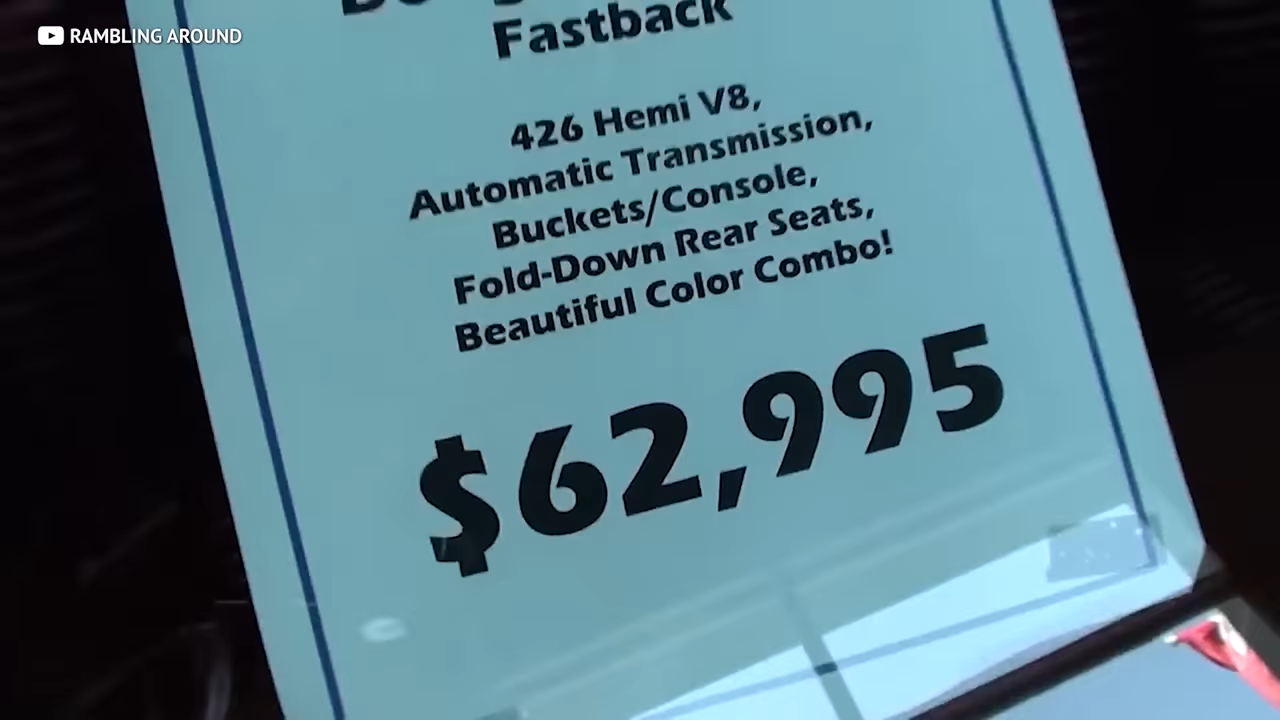 RAMBLING AROUND
Fastback
426 Hemi V8,
Automatic Transmission,
Buckets/Console,
Fold-Down Rear Seats,
Beautiful Color Combo!
$62,995